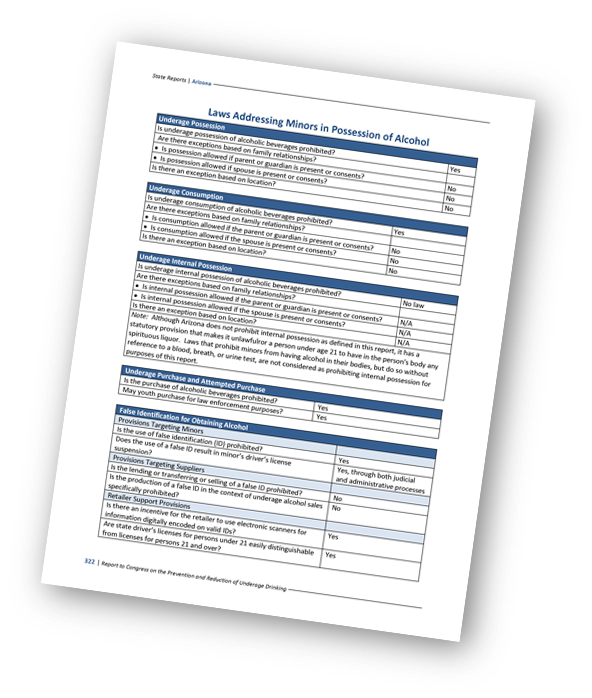 State Reports | Arizona
Laws Addressing Minors in Possession of Alcohol
Underage Possession
Is underage possession of alcoholic beverages prohibited? Yes
Are there exceptions based on family relationships?
• Is possession allowed if parent or guardian is present or consents? No
• Is possession allowed if spouse is present or consents? No
Is there an exception based on location? No
Underage Consumption
Is underage consumption of alcoholic beverages prohibited? Yes
Are there exceptions based on family relationships?
• Is consumption allowed if the parent or guardian is present or consents? No
• Is consumption allowed if the spouse is present or consents? No
Is there an exception based on location? No
Underage Internal Possession
Is underage internal possession of alcoholic beverages prohibited? No law
Are there exceptions based on family relationships?
• Is internal possession allowed if the parent or guardian is present or consents? N/A
• Is internal possession allowed if the spouse is present or consents? N/A
Is there an exception based on location? N/A
Note: Although Arizona does not prohibit internal possession as defined in this report, it has a
statutory provision that makes it unlawfulror a person under age 21 to have in the person's body any
spirituous liquor. Laws that prohibit minors from having alcohol in their bodies, but do so without
reference to a blood, breath, or urine test, are not considered as prohibiting internal possession for
purposes of this report.
Underage Purchase and Attempted Purchase
Is the purchase of alcoholic beverages prohibited? Yes
May youth purchase for law enforcement purposes? Yes
False Identification for Obtaining Alcohol
Provisions Targeting Minors
Is the use of false identification (ID) prohibited? Yes
Does the use of a false ID result in minor's driver's license Yes, through both judicial
suspension? and administrative processes
Provisions Targeting Suppliers
Is the lending or transferring or selling of a false ID prohibited? No
Is the production of a false ID in the context of underage alcohol sales No
specifically prohibited?
Retailer Support Provisions
Is there an incentive for the retailer to use electronic scanners for Yes
information digitally encoded on valid IDs?
Are state driver's licenses for persons under 21 easily distinguishable Yes
from licenses for persons 21 and over?
322 | Report to Congress on the Prevention and Reduction of Underage Drinking